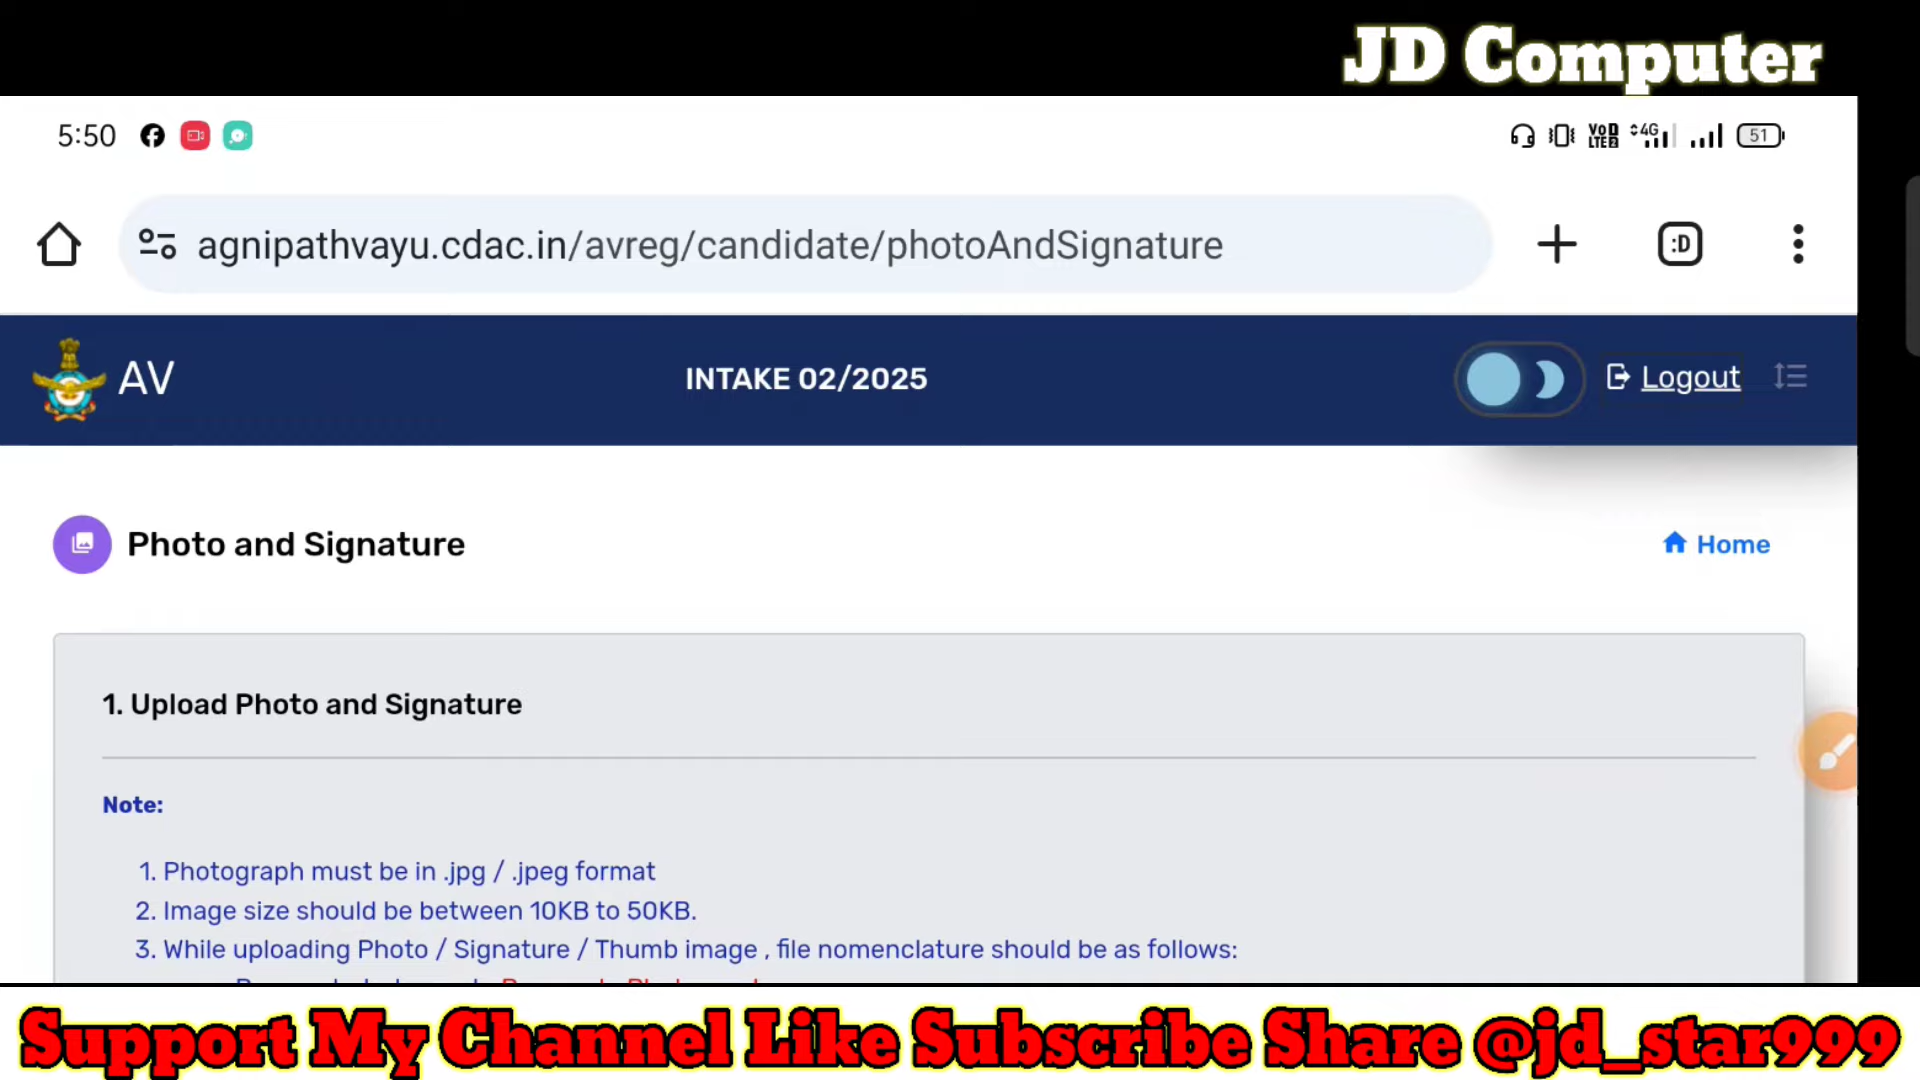 JD Computer
5:50
VoD LTE2 4G 51
agnipathvayu.cdac.in/avreg/candidate/photoAndSignature
:D
AV
INTAKE 02/2025
Logout
Photo and Signature
Home
1. Upload Photo and Signature
Note:
1. Photograph must be in .jpg / .jpeg format
2. Image size should be between 10KB to 50KB.
3. While uploading Photo / Signature / Thumb image , file nomenclature should be as follows:
Support My Channel Like Subscribe Share @jd_star999